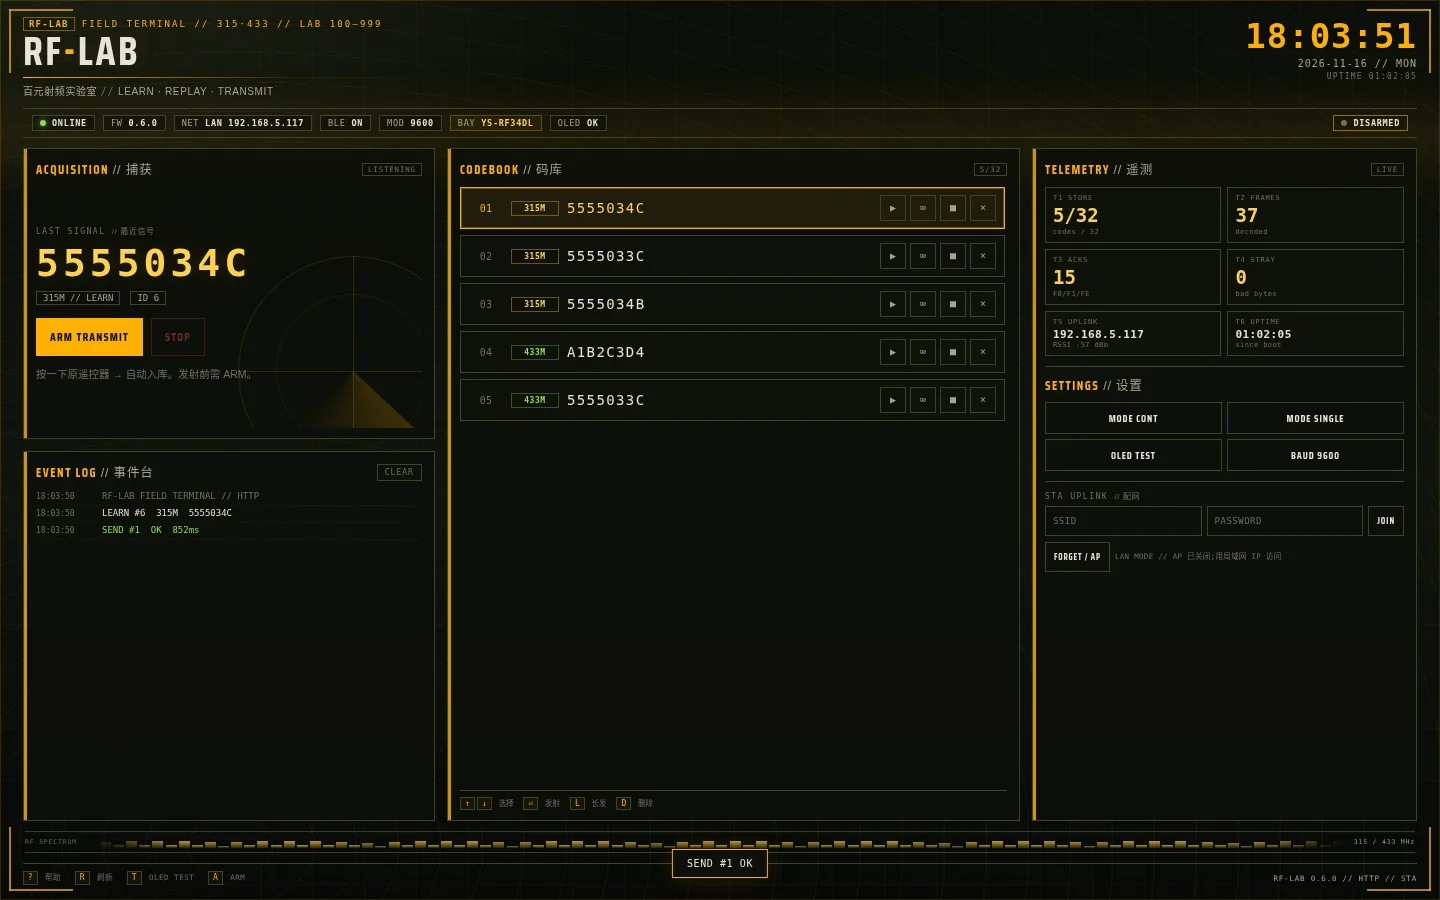 RF-LAB FIELD TERMINAL // 315·433 // LAB 100—999
RF-LAB
百元射频实验室 // LEARN · REPLAY · TRANSMIT
18:03:51
2026-11-16 // MON
UPTIME 01:02:05
ONLINE FW 0.6.0 NET LAN 192.168.5.117 BLE ON MOD 9600 BAY YS-RF34DL OLED OK DISARMED
ACQUISITION // 捕获 LISTENING
LAST SIGNAL // 最近信号
5555034C
315M // LEARN ID 6
ARM TRANSMIT STOP
按一下原遥控器 → 自动入库。发射前需 ARM。
EVENT LOG // 事件台 CLEAR
18:03:50 RF-LAB FIELD TERMINAL // HTTP
18:03:50 LEARN #6 315M 5555034C
18:03:50 SEND #1 OK 852ms
CODEBOOK // 码库 5/32
01 315M 5555034C ▶ ∞ ■ ×
02 315M 5555033C ▶ ∞ ■ ×
03 315M 5555034B ▶ ∞ ■ ×
04 433M A1B2C3D4 ▶ ∞ ■ ×
05 433M 5555033C ▶ ∞ ■ ×
↑ ↓ 选择 ⏎ 发射 L 长发 D 删除
TELEMETRY // 遥测 LIVE
T1 STORE
5/32
codes / 32
T2 FRAMES
37
decoded
T3 ACKS
15
F0/F1/FE
T4 STRAY
0
bad bytes
T5 UPLINK
192.168.5.117
RSSI -57 dBm
T6 UPTIME
01:02:05
since boot
SETTINGS // 设置
MODE CONT MODE SINGLE
OLED TEST BAUD 9600
STA UPLINK // 配网
SSID PASSWORD JOIN
FORGET / AP LAN MODE // AP 已关闭;用局域网 IP 访问
RF SPECTRUM 315 / 433 MHz
SEND #1 OK
? 帮助 R 刷新 T OLED TEST A ARM
RF-LAB 0.6.0 // HTTP // STA